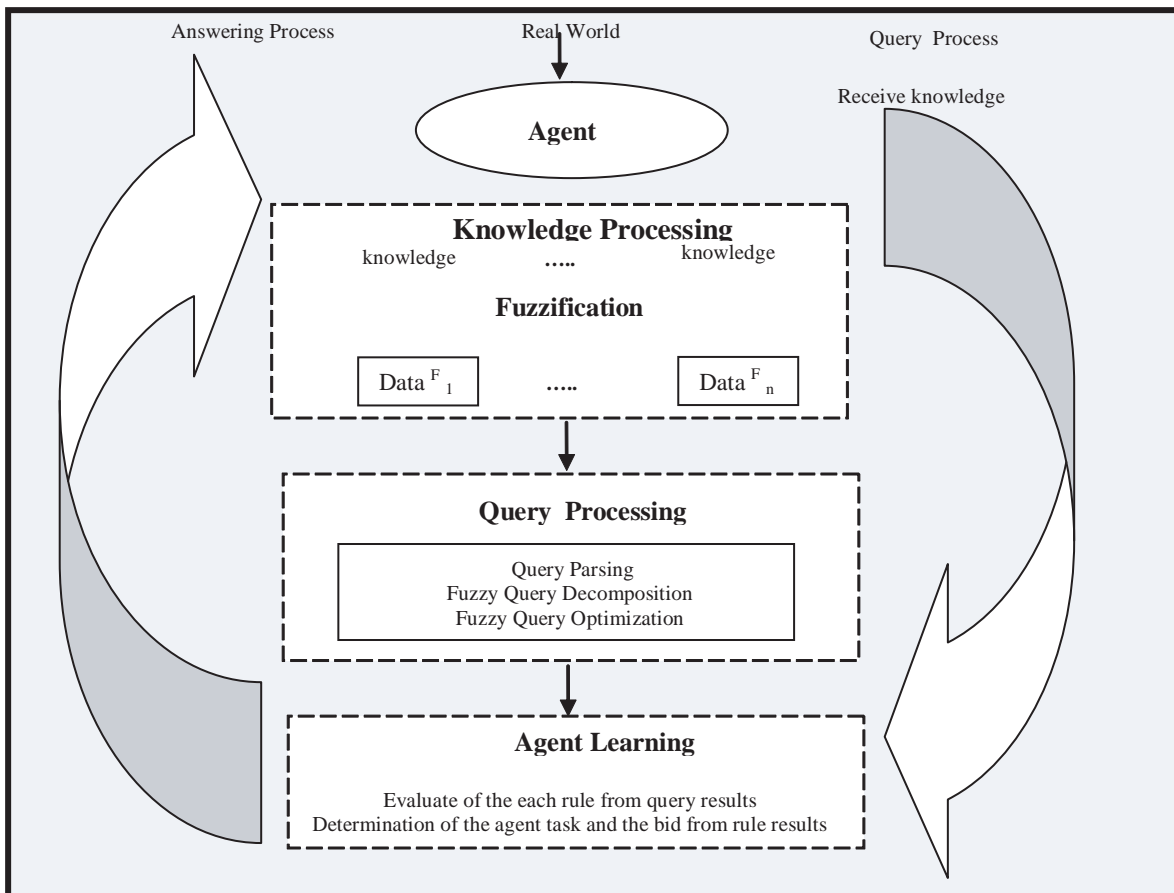 Answering Process
Real World
Query Process
Receive knowledge
Agent
Knowledge Processing
knowledge ..... knowledge
Fuzzification
Data F 1 ..... Data F n
Query Processing
Query Parsing
Fuzzy Query Decomposition
Fuzzy Query Optimization
Agent Learning
Evaluate of the each rule from query results
Determination of the agent task and the bid from rule results